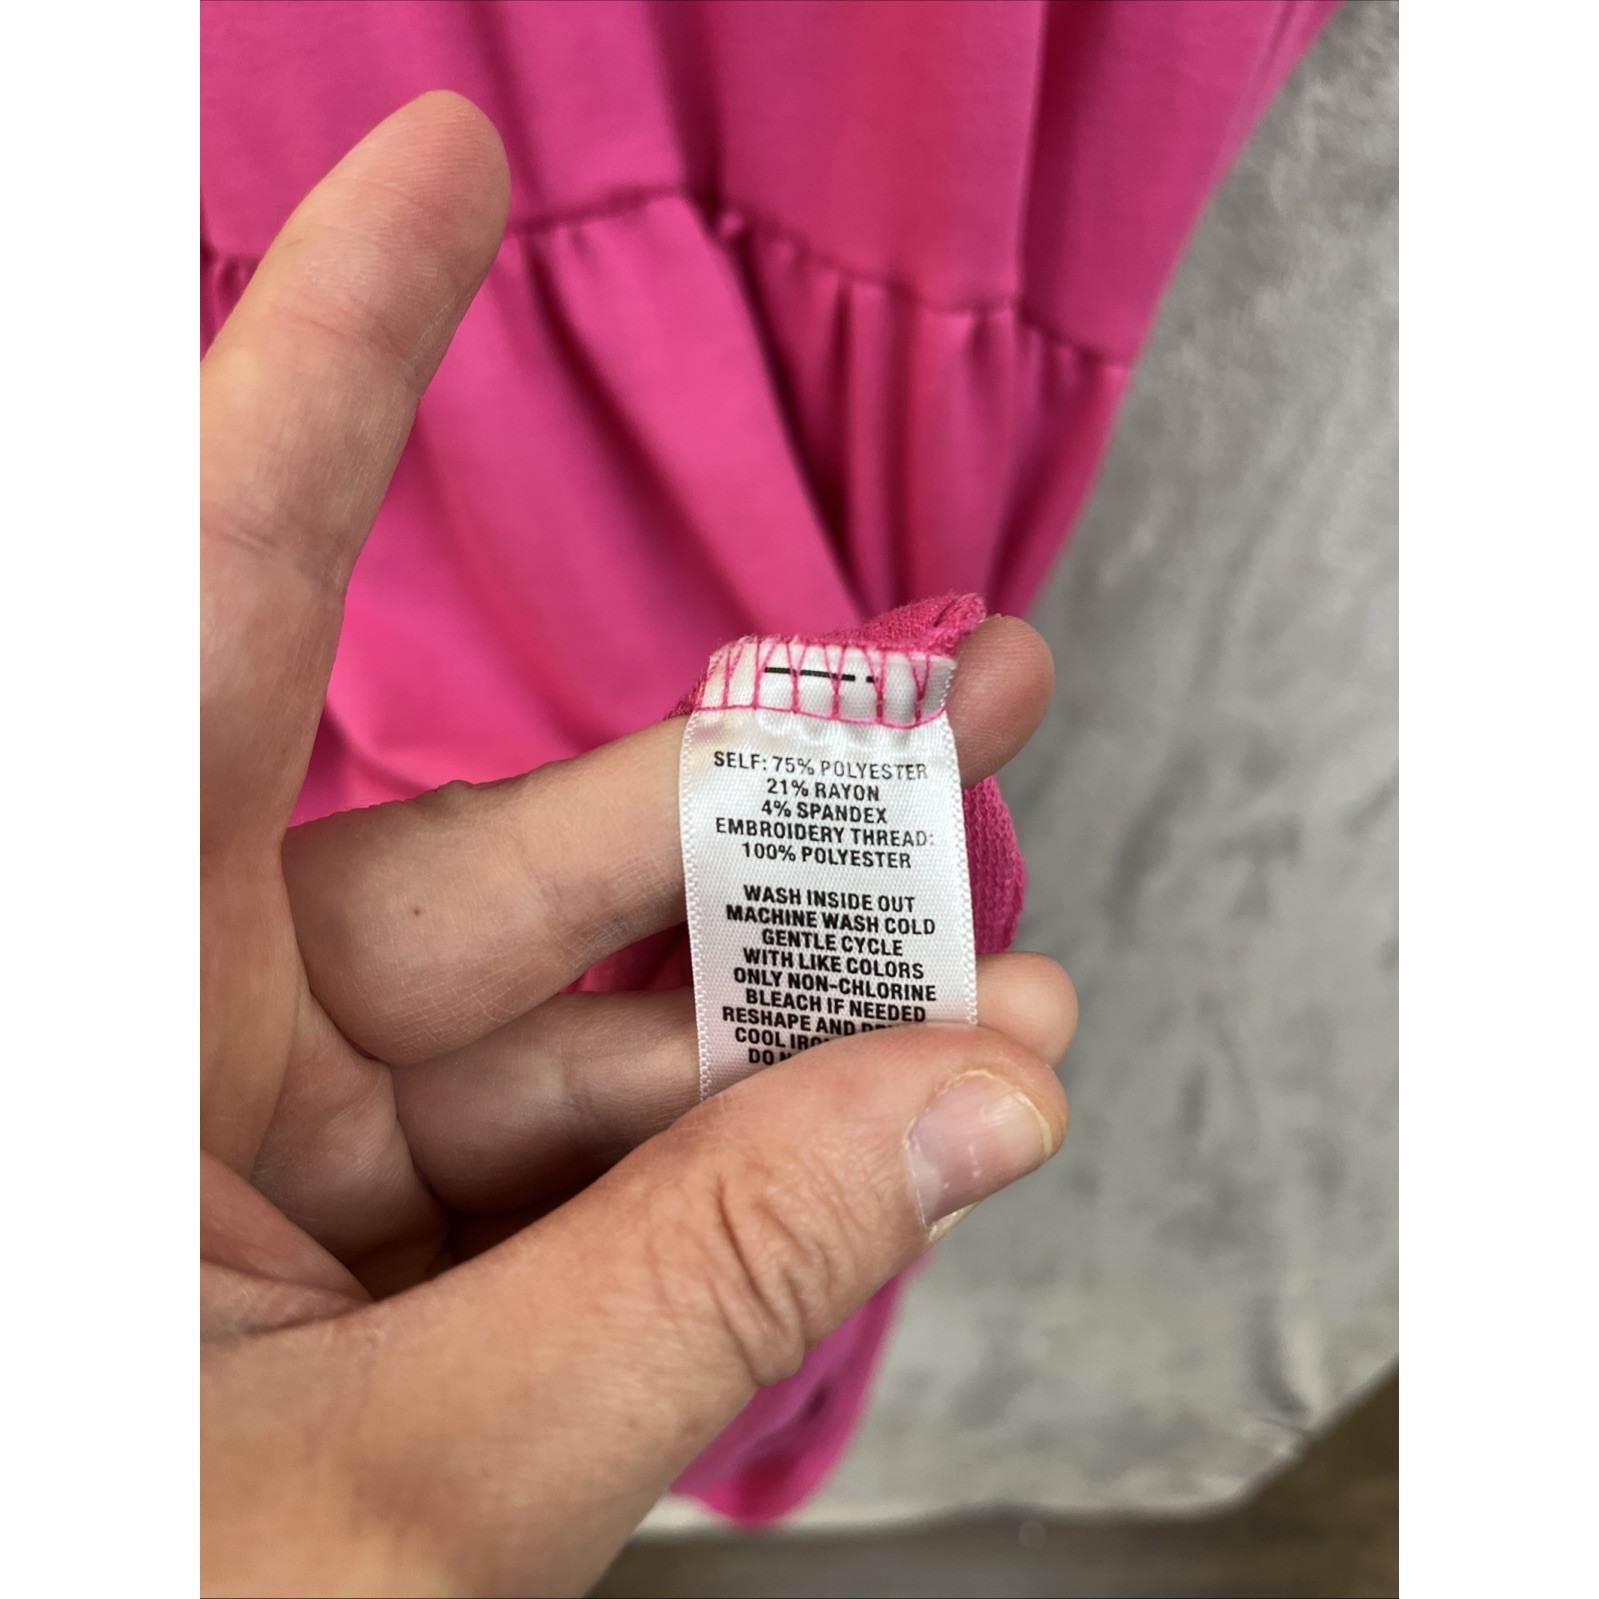 SELF: 75% POLYESTER
21% RAYON
4% SPANDEX
EMBROIDERY THREAD:
100% POLYESTER
WASH INSIDE OUT
MACHINE WASH COLD
GENTLE CYCLE
WITH LIKE COLORS
ONLY NON-CHLORINE
BLEACH IF NEEDED
RESHAPE AND
COOL
DO